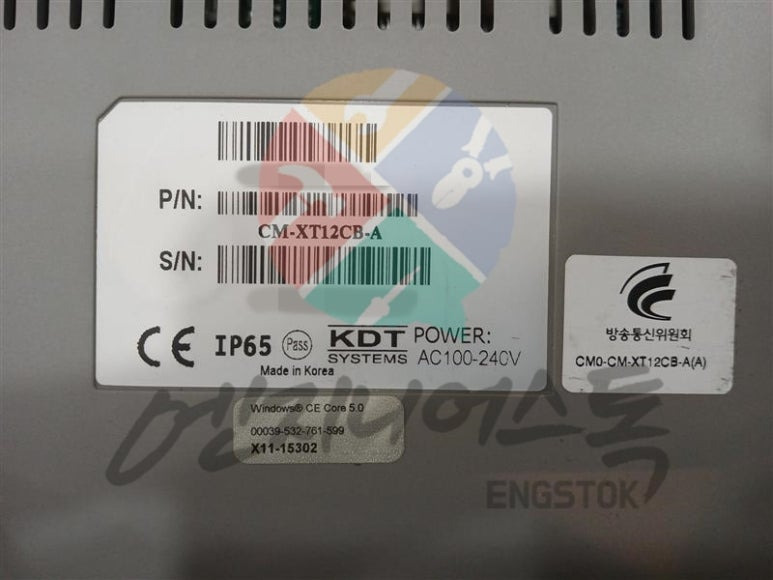 P/N:
CM-XT12CB-A
S/N:
CE IP65 Pass KDT SYSTEMS POWER: AC100-240V
Made in Korea
방송통신위원회
CM0-CM-XT12CB-A(A)
Windows® CE Core 5.0
00039-532-761-599
X11-15302
엔지니어스톡
ENGSTOK